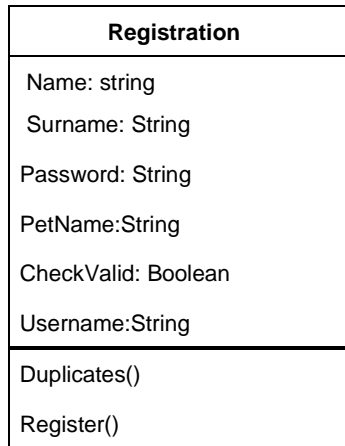 Registration
Name: string
Surname: String
Password: String
PetName:String
CheckValid: Boolean
Username:String
Duplicates()
Register()